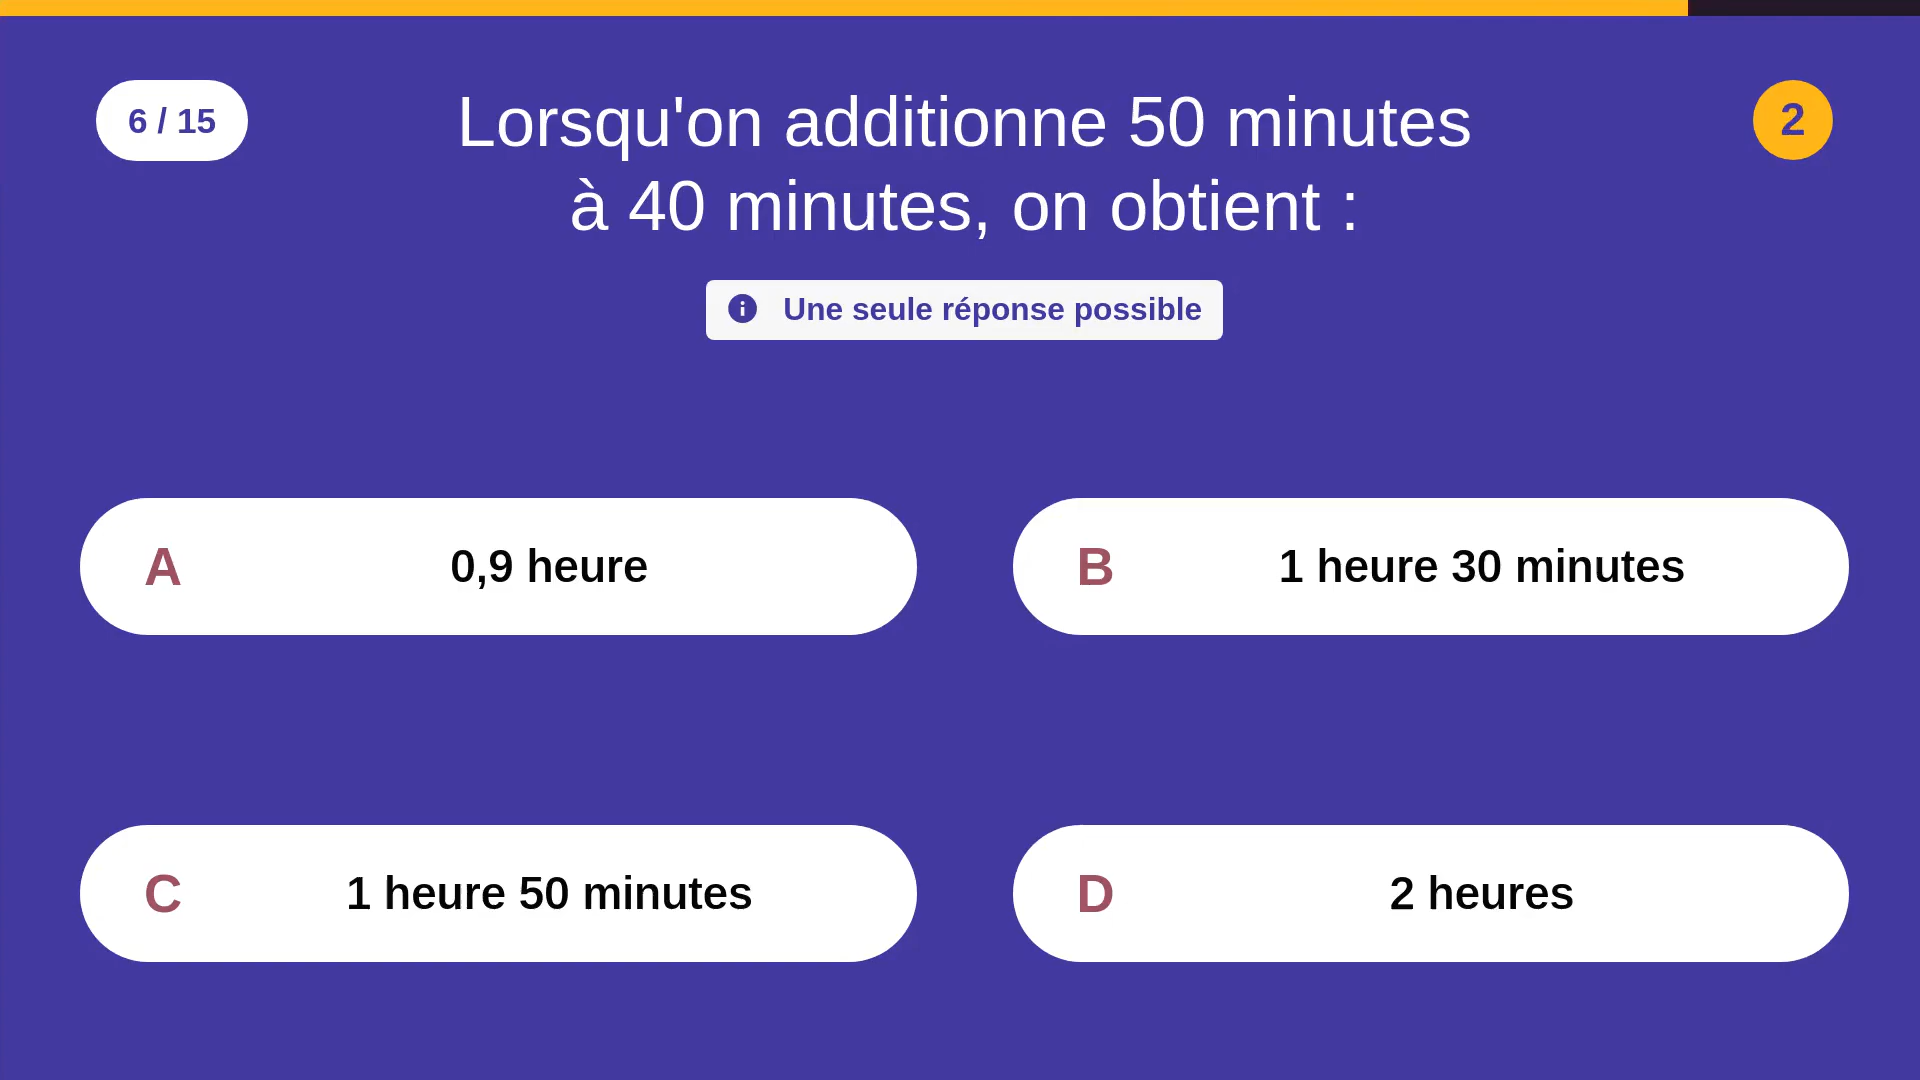 6 / 15
Lorsqu'on additionne 50 minutes
à 40 minutes, on obtient :
2
Une seule réponse possible
A
0,9 heure
B
1 heure 30 minutes
C
1 heure 50 minutes
D
2 heures